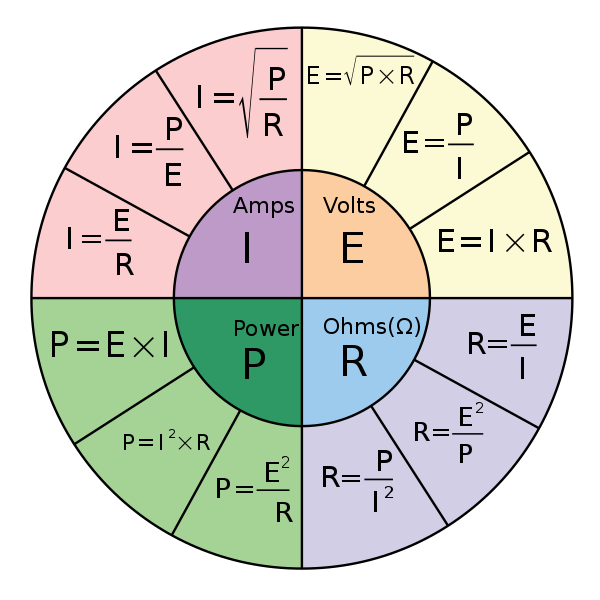 I = √(P/R)
E = √P × R
I = P/E
E = P/I
I = E/R
E = I × R
Amps
I
Volts
E
Power
P
Ohms(Ω)
R
P = E × I
R = E/I
P = I² × R
R = E²/P
P = E²/R
R = P/I²